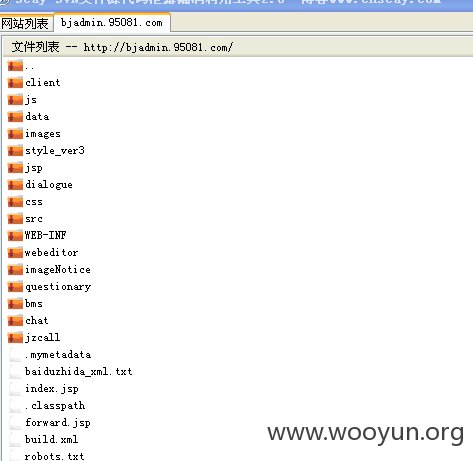 网站列表 bjadmin.95081.com
文件列表 -- http://bjadmin.95081.com/
..
client
js
data
images
style_ver3
jsp
dialogue
css
src
WEB-INF
webeditor
imageNotice
questionary
bms
chat
jzcall
.mymetadata
baiduzhida_xml.txt
index.jsp
.classpath
forward.jsp
build.xml
robots.txt
www.wooyun.org